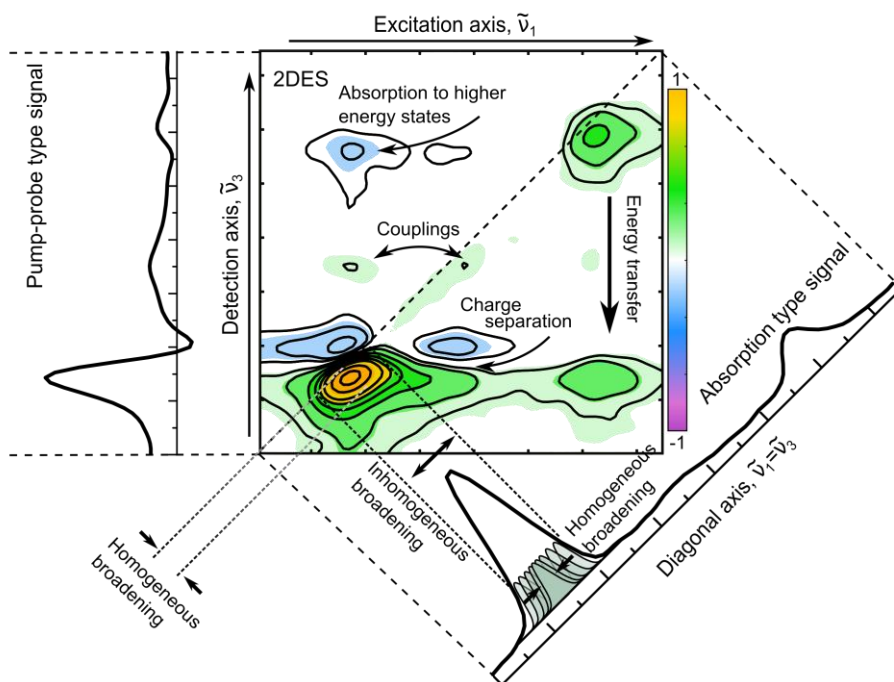 Excitation axis, ν̃₁
Pump-probe type signal
Detection axis, ν̃₃
2DES
Absorption to higher
energy states
Couplings
Charge
separation
Energy transfer
1
-1
Absorption type signal
Diagonal axis, ν̃₁=ν̃₃
Homogeneous
broadening
Inhomogeneous
broadening
Homogeneous
broadening